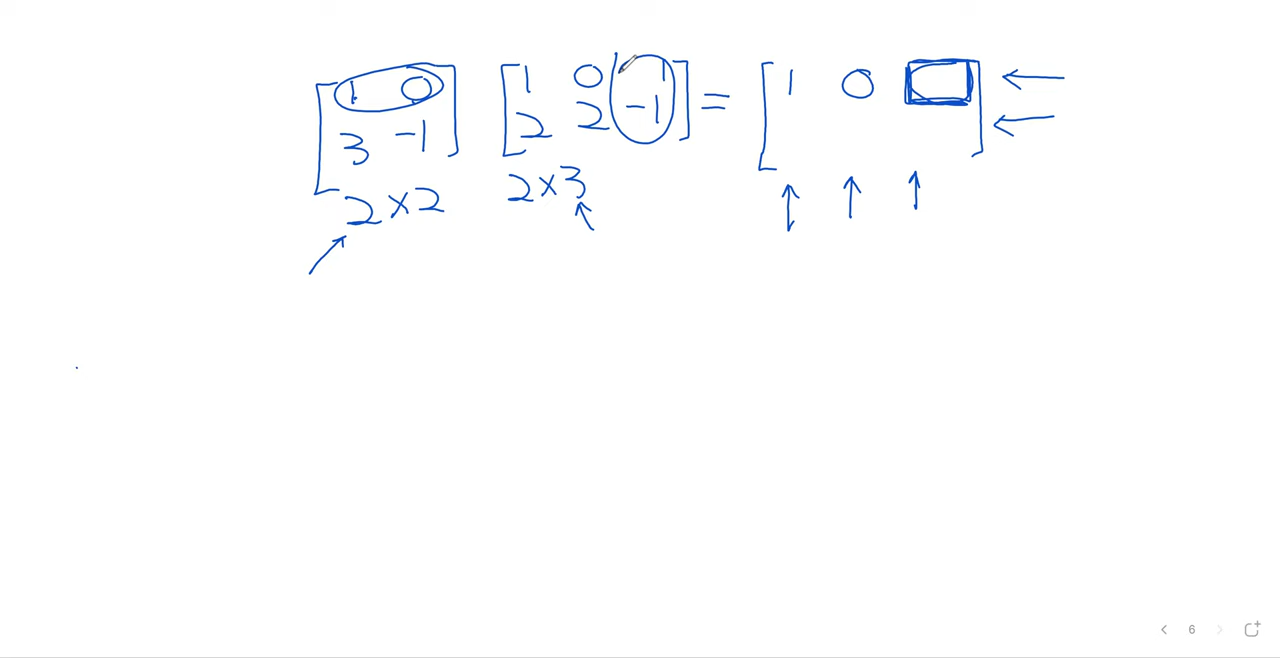 [1 0] [1 0 1] = [1 0 ]
[3 -1] [2 2 -1]
2×2 2×3
6